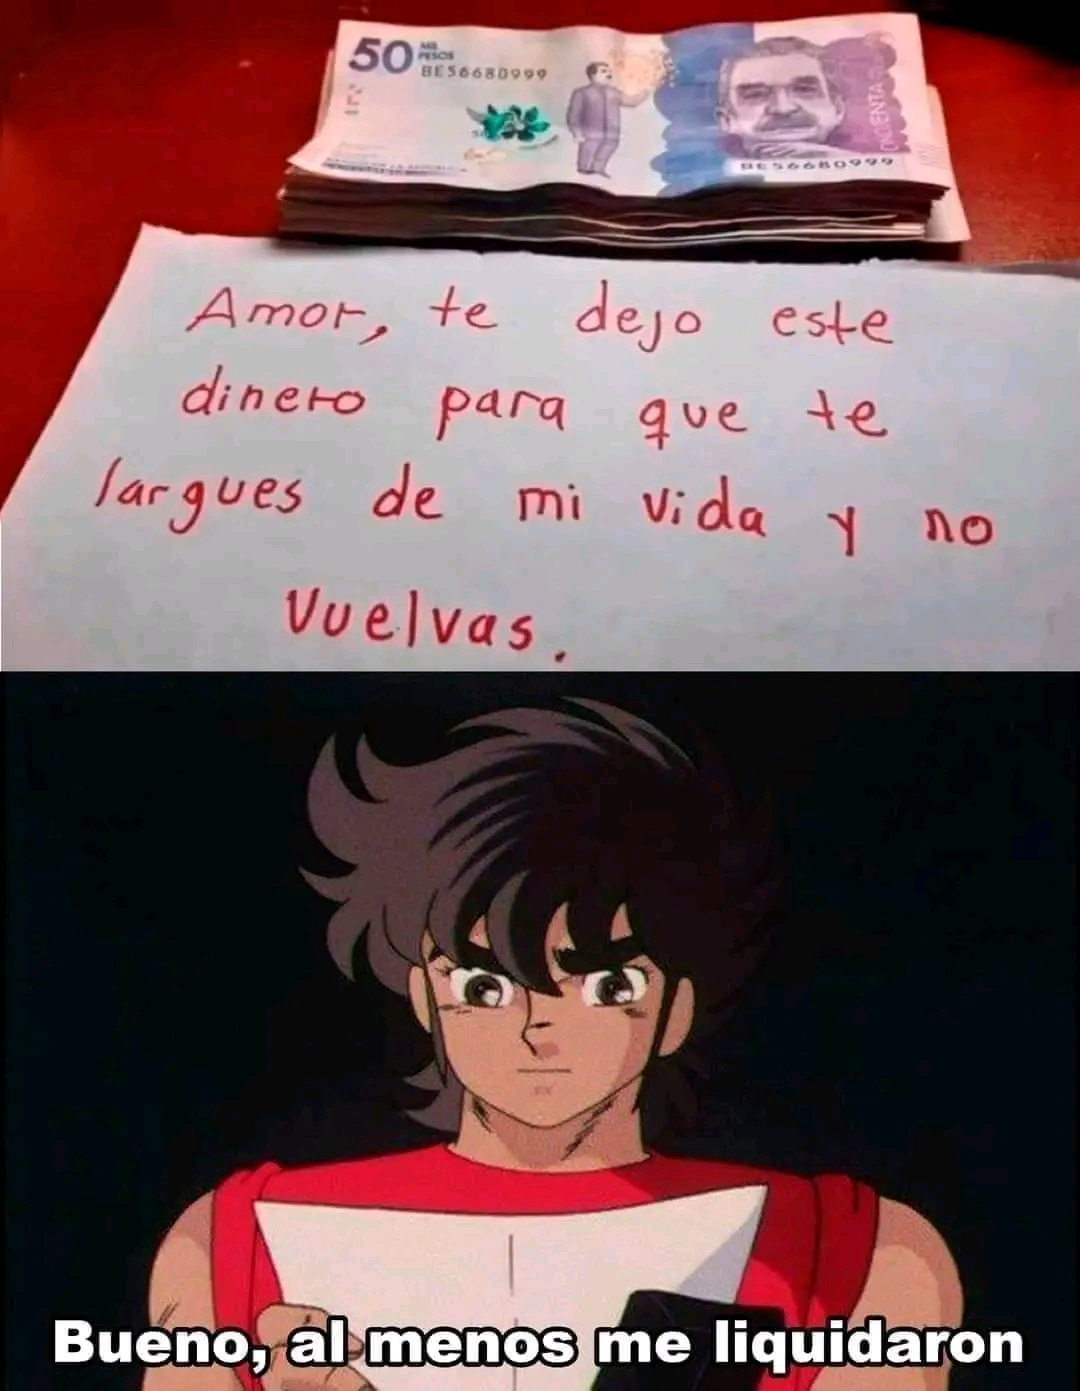 50 MIL
PESOS
BE56680999
BE56680999
Amor, te dejo este
dinero para que te
largues de mi vida y no
vuelvas.
Bueno, al menos me liquidaron